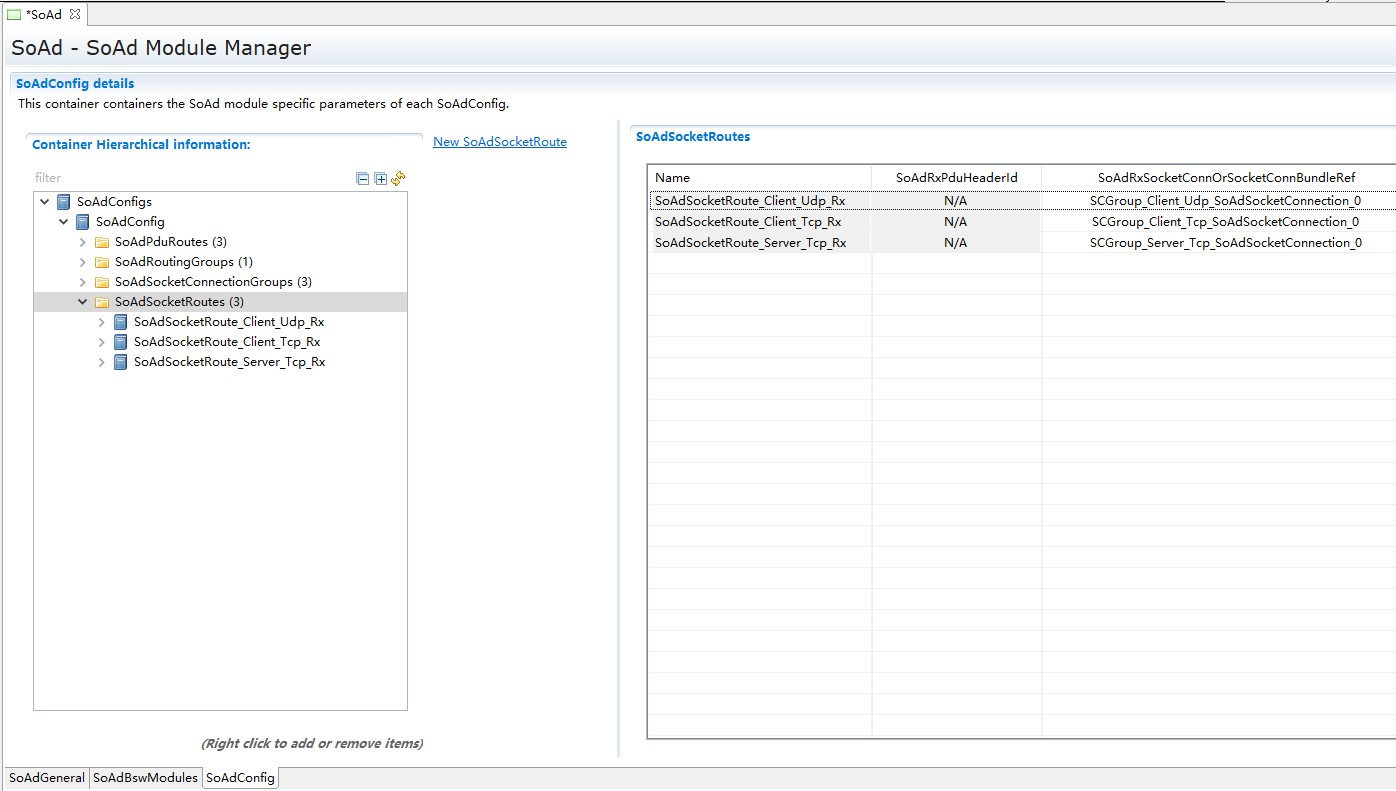 *SoAd
SoAd - SoAd Module Manager
SoAdConfig details
This container containers the SoAd module specific parameters of each SoAdConfig.
Container Hierarchical information:
New SoAdSocketRoute
filter
SoAdConfigs
SoAdConfig
SoAdPduRoutes (3)
SoAdRoutingGroups (1)
SoAdSocketConnectionGroups (3)
SoAdSocketRoutes (3)
SoAdSocketRoute_Client_Udp_Rx
SoAdSocketRoute_Client_Tcp_Rx
SoAdSocketRoute_Server_Tcp_Rx
(Right click to add or remove items)
SoAdSocketRoutes
Name SoAdRxPduHeaderId SoAdRxSocketConnOrSocketConnBundleRef
SoAdSocketRoute_Client_Udp_Rx N/A SCGroup_Client_Udp_SoAdSocketConnection_0
SoAdSocketRoute_Client_Tcp_Rx N/A SCGroup_Client_Tcp_SoAdSocketConnection_0
SoAdSocketRoute_Server_Tcp_Rx N/A SCGroup_Server_Tcp_SoAdSocketConnection_0
SoAdGeneral SoAdBswModules SoAdConfig